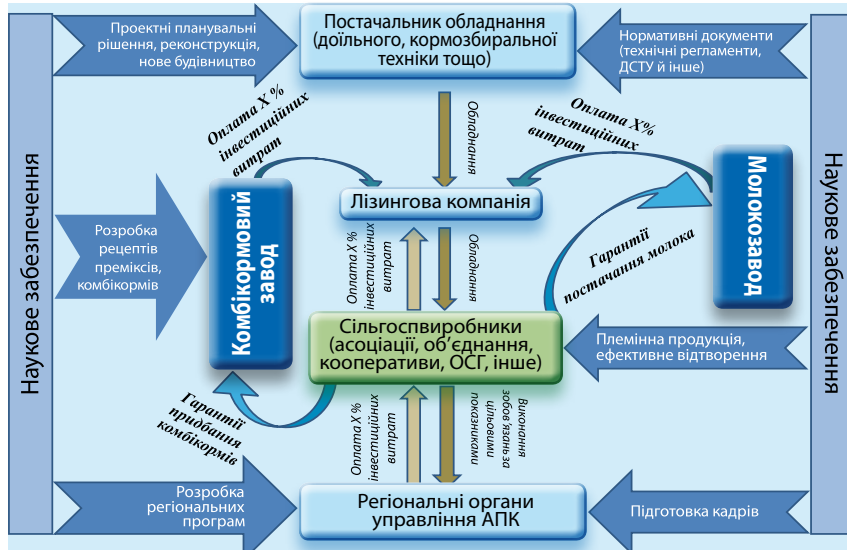 Проектні планувальні
рішення, реконструкція,
нове будівництво
Постачальник обладнання
(доїльного, кормозбиральної
техніки тощо)
Нормативні документи
(технічні регламенти,
ДСТУ й інше)
Наукове забезпечення
Наукове забезпечення
Оплата X %
інвестиційних
витрат
Обладнання
Оплата X%
інвестиційних
витрат
Комбікормовий
завод
Лізингова компанія
Молокозавод
Розробка
рецептів
преміксів,
комбікормів
Оплата X %
інвестиційних
витрат
Обладнання
Гарантії
постачання молока
Сільгоспвиробники
(асоціації, об’єднання,
кооперативи, ОСГ, інше)
Племінна продукція,
ефективне відтворення
Гарантії
придбання
комбікормів
Оплата X %
інвестиційних
витрат
Виконання
зобов’язань за
цільовими
показниками
Розробка
регіональних
програм
Регіональні органи
управління АПК
Підготовка кадрів